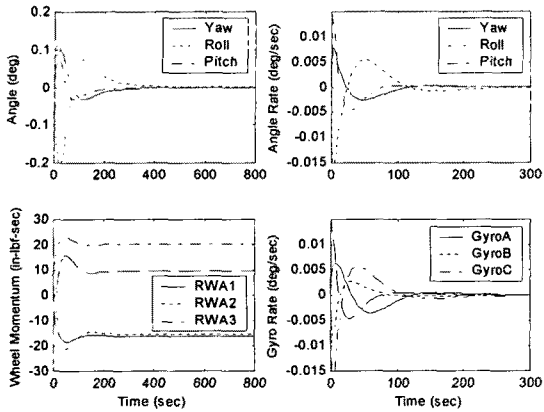 0.2
0.1
0
-0.1
-0.2
Angle (deg)
Yaw
Roll
Pitch
0 200 400 600 800
0.01
0.005
0
-0.005
-0.01
-0.015
Angle Rate (deg/sec)
Yaw
Roll
Pitch
0 100 200 300
30
20
10
0
-10
-20
-30
Wheel Momentum (in-lbf-sec)
RWA1
RWA2
RWA3
0 200 400 600 800
Time (sec)
0.01
0.005
0
-0.005
-0.01
-0.015
Gyro Rate (deg/sec)
GyroA
GyroB
GyroC
0 100 200 300
Time (sec)